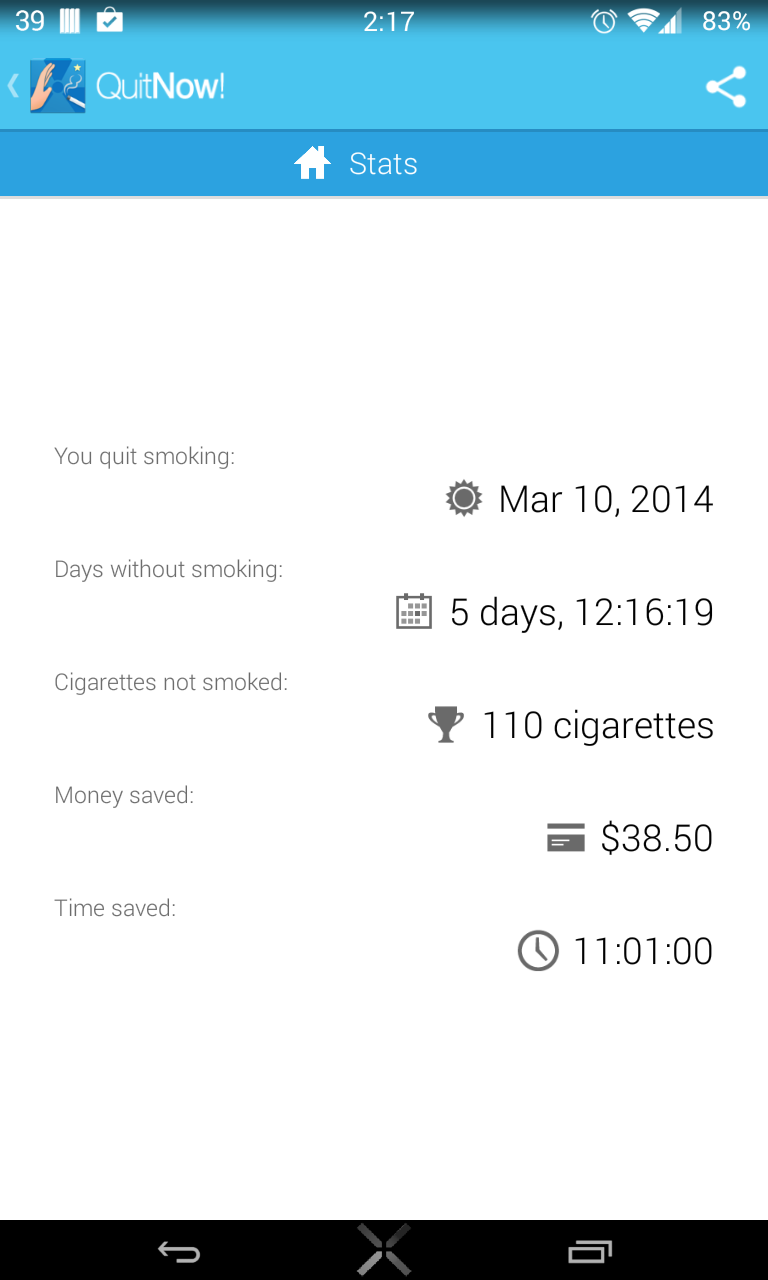 39 2:17 83%
QuitNow!
Stats
You quit smoking:
Mar 10, 2014
Days without smoking:
5 days, 12:16:19
Cigarettes not smoked:
110 cigarettes
Money saved:
$38.50
Time saved:
11:01:00